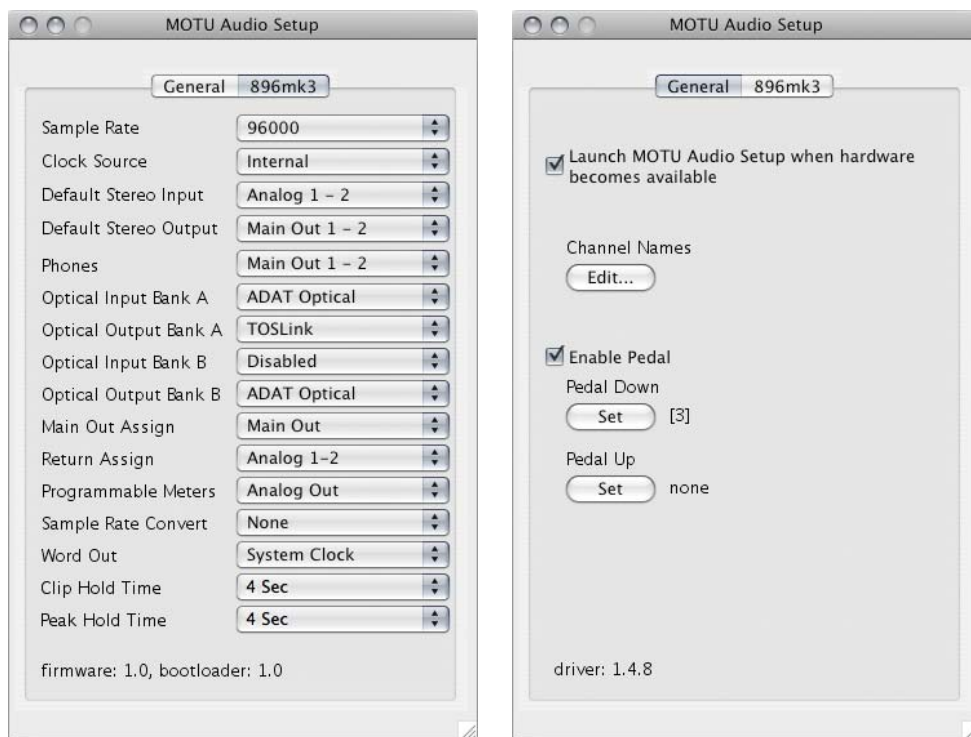 MOTU Audio Setup
General 896mk3
Sample Rate 96000
Clock Source Internal
Default Stereo Input Analog 1 – 2
Default Stereo Output Main Out 1 – 2
Phones Main Out 1 – 2
Optical Input Bank A ADAT Optical
Optical Output Bank A TOSLink
Optical Input Bank B Disabled
Optical Output Bank B ADAT Optical
Main Out Assign Main Out
Return Assign Analog 1-2
Programmable Meters Analog Out
Sample Rate Convert None
Word Out System Clock
Clip Hold Time 4 Sec
Peak Hold Time 4 Sec
firmware: 1.0, bootloader: 1.0
MOTU Audio Setup
General 896mk3
Launch MOTU Audio Setup when hardware
becomes available
Channel Names
Edit...
Enable Pedal
Pedal Down
Set [3]
Pedal Up
Set none
driver: 1.4.8